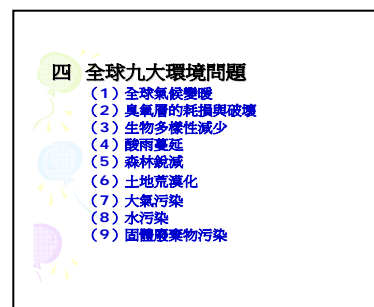 四 全球九大環境問題
（1）全球氣候變暖
（2）臭氧層的耗損與破壞
（3）生物多樣性減少
（4）酸雨蔓延
（5）森林銳減
（6）土地荒漠化
（7）大氣污染
（8）水污染
（9）固體廢棄物污染